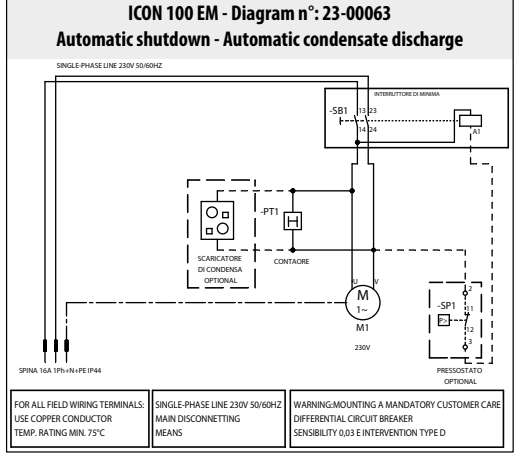 ICON 100 EM - Diagram n°: 23-00063
Automatic shutdown - Automatic condensate discharge
SINGLE-PHASE LINE 230V 50/60HZ
INTERRUTTORE DI MINIMA
-SB1
13 23
14 24
A1
-PT1
H
SCARICATORE
DI CONDENSA
OPTIONAL
CONTAORE
U V
M
1~
M1
230V
2
-SP1
11
P>
12
3
PRESSOSTATO
OPTIONAL
SPINA 16A 1Ph+N+PE IP44
FOR ALL FIELD WIRING TERMINALS:
USE COPPER CONDUCTOR
TEMP. RATING MIN. 75°C
SINGLE-PHASE LINE 230V 50/60HZ
MAIN DISCONNETTING
MEANS
WARNING:MOUNTING A MANDATORY CUSTOMER CARE
DIFFERENTIAL CIRCUIT BREAKER
SENSIBILITY 0,03 E INTERVENTION TYPE D